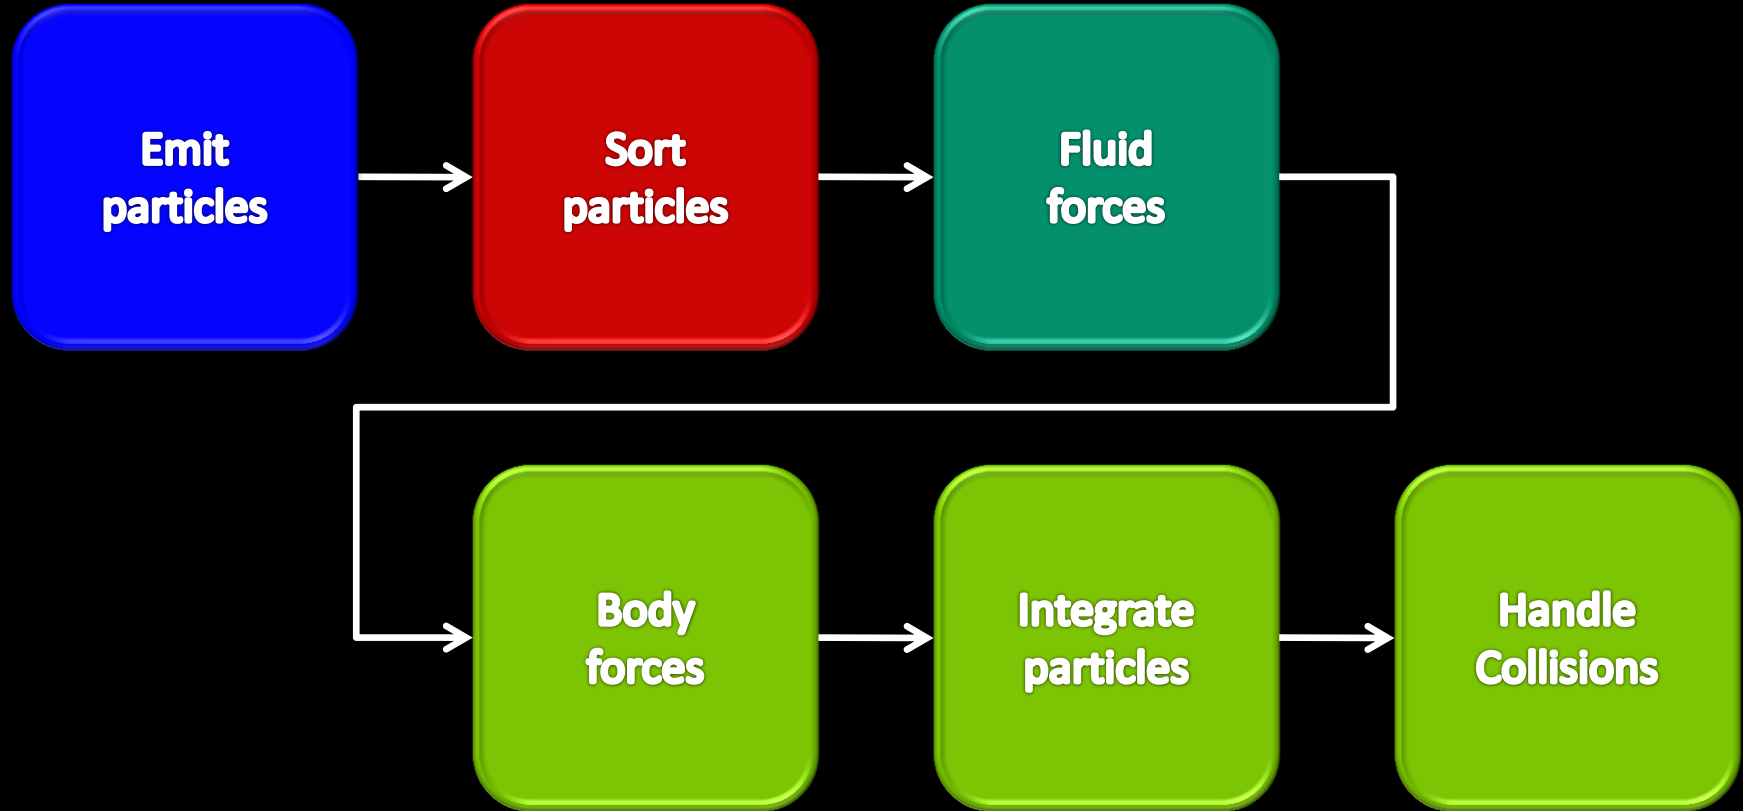 Emit
particles
Sort
particles
Fluid
forces
Body
forces
Integrate
particles
Handle
Collisions